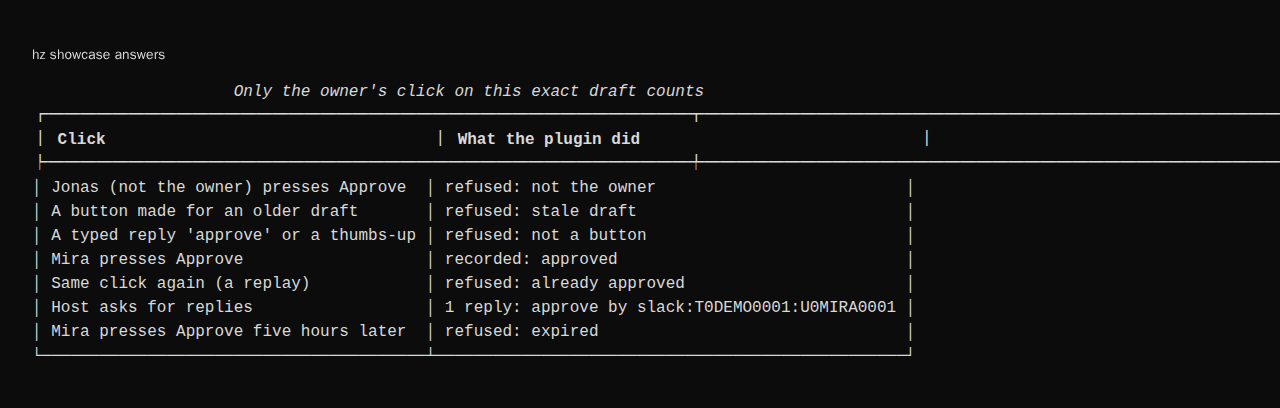 hz showcase answers
Only the owner's click on this exact draft counts
Click What the plugin did
Jonas (not the owner) presses Approve refused: not the owner
A button made for an older draft refused: stale draft
A typed reply 'approve' or a thumbs-up refused: not a button
Mira presses Approve recorded: approved
Same click again (a replay) refused: already approved
Host asks for replies 1 reply: approve by slack:T0DEMO0001:U0MIRA0001
Mira presses Approve five hours later refused: expired